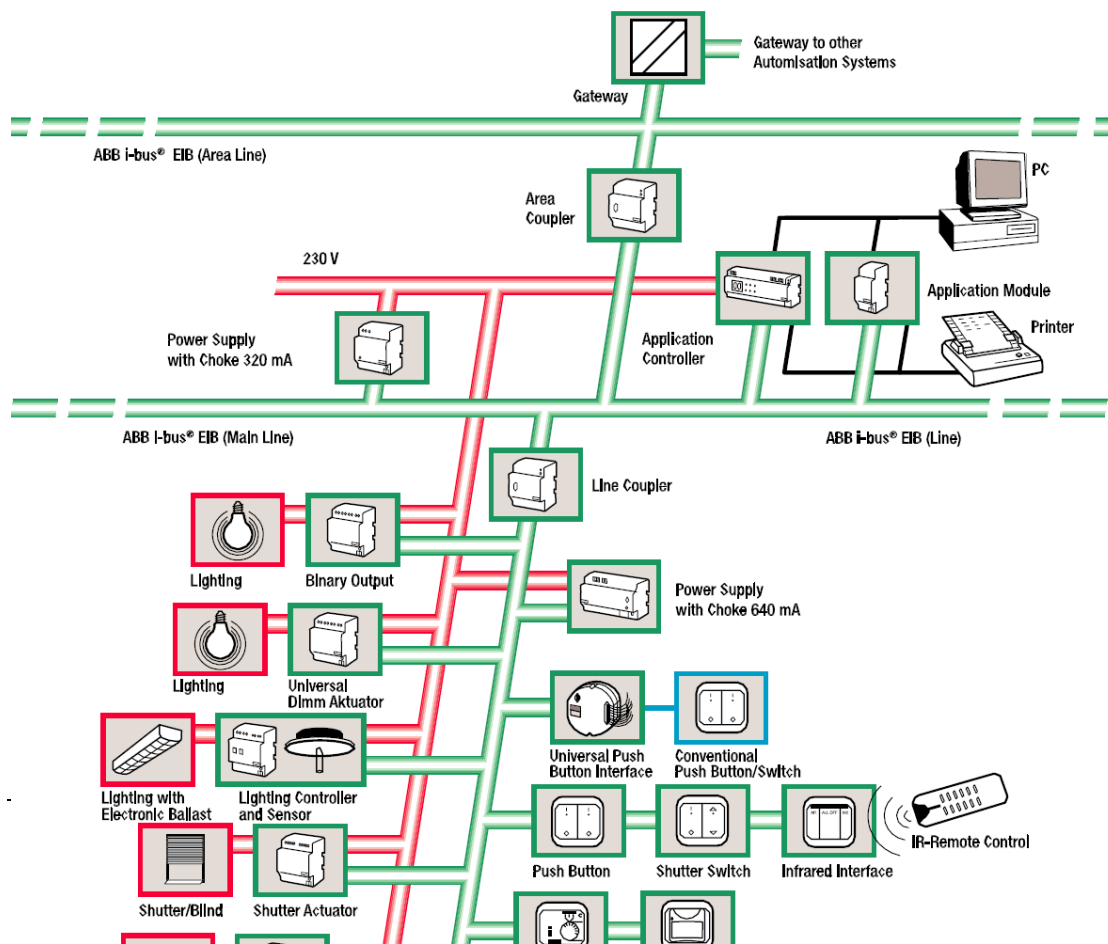 Gateway to other
Automisation Systems
Gateway
ABB i-bus® EIB (Area Line)
PC
Area
Coupler
230 V
Application Module
Printer
Power Supply
with Choke 320 mA
Application
Controller
ABB i-bus® EIB (Main Line)
ABB i-bus® EIB (Line)
Line Coupler
Lighting
Binary Output
Power Supply
with Choke 640 mA
Lighting
Universal
Dimm Aktuator
Universal Push
Button Interface
Conventional
Push Button/Switch
Lighting with
Electronic Ballast
Lighting Controller
and Sensor
ALL OFF
IR-Remote Control
Push Button
Shutter Switch
Infrared Interface
Shutter/Blind
Shutter Actuator